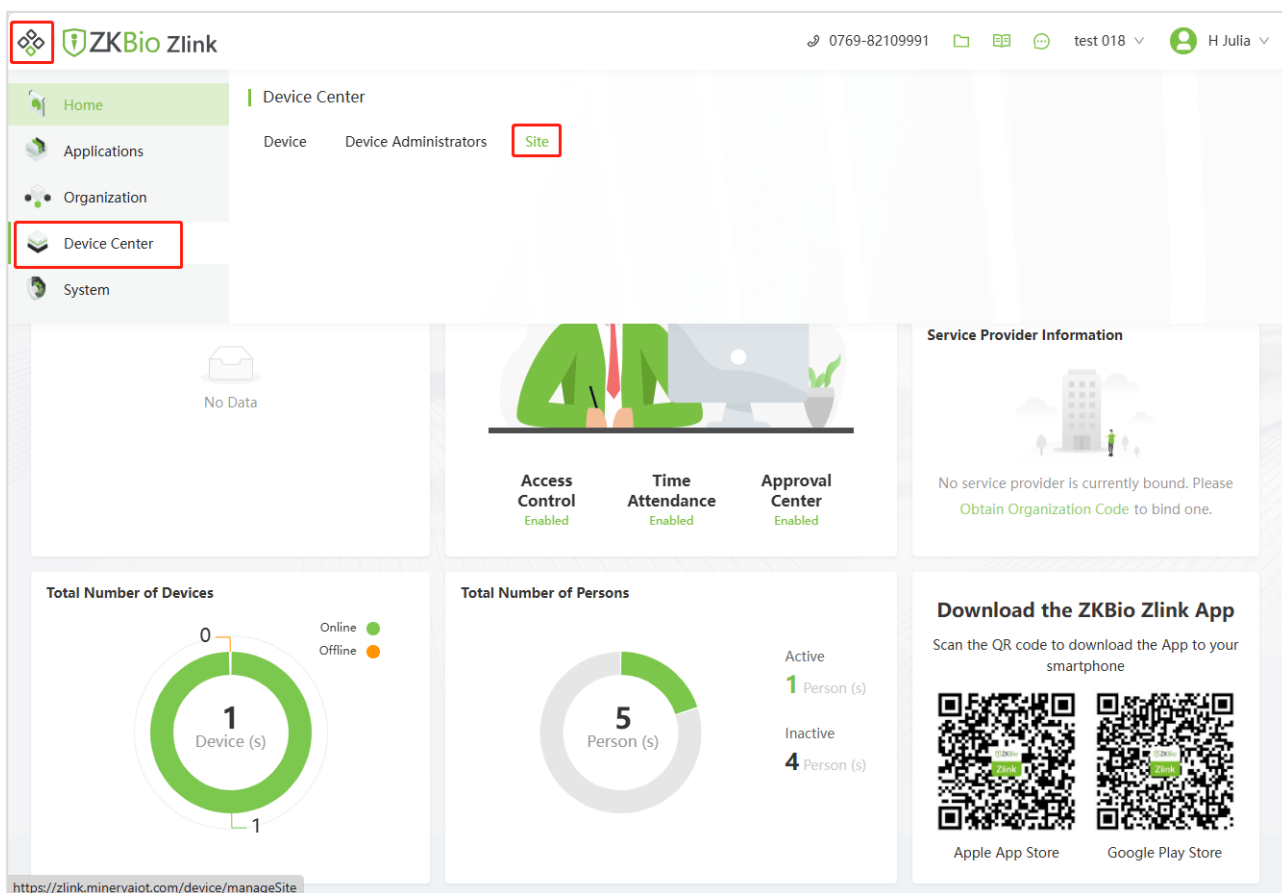 ZKBio Zlink
0769-82109991
test 018
H Julia
Home
Applications
Organization
Device Center
System
Device Center
Device Device Administrators Site
No Data
Access Control
Enabled
Time Attendance
Enabled
Approval Center
Enabled
Service Provider Information
No service provider is currently bound. Please
Obtain Organization Code to bind one.
Total Number of Devices
Online
Offline
0
1
Device (s)
1
Total Number of Persons
5
Person (s)
Active
1 Person (s)
Inactive
4 Person (s)
Download the ZKBio Zlink App
Scan the QR code to download the App to your
smartphone
ZKBio
Zlink
ZKBio
Zlink
Apple App Store
Google Play Store
https://zlink.minervaiot.com/device/manageSite